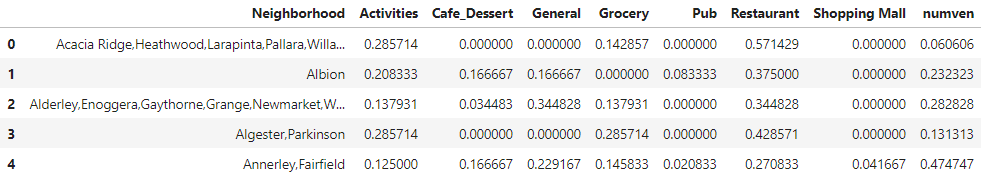 Neighborhood Activities Cafe_Dessert General Grocery Pub Restaurant Shopping Mall numven
0 Acacia Ridge,Heathwood,Larapinta,Pallara,Willa... 0.285714 0.000000 0.000000 0.142857 0.000000 0.571429 0.000000 0.060606
1 Albion 0.208333 0.166667 0.166667 0.000000 0.083333 0.375000 0.000000 0.232323
2 Alderley,Enoggera,Gaythorne,Grange,Newmarket,W... 0.137931 0.034483 0.344828 0.137931 0.000000 0.344828 0.000000 0.282828
3 Algester,Parkinson 0.285714 0.000000 0.000000 0.285714 0.000000 0.428571 0.000000 0.131313
4 Annerley,Fairfield 0.125000 0.166667 0.229167 0.145833 0.020833 0.270833 0.041667 0.474747